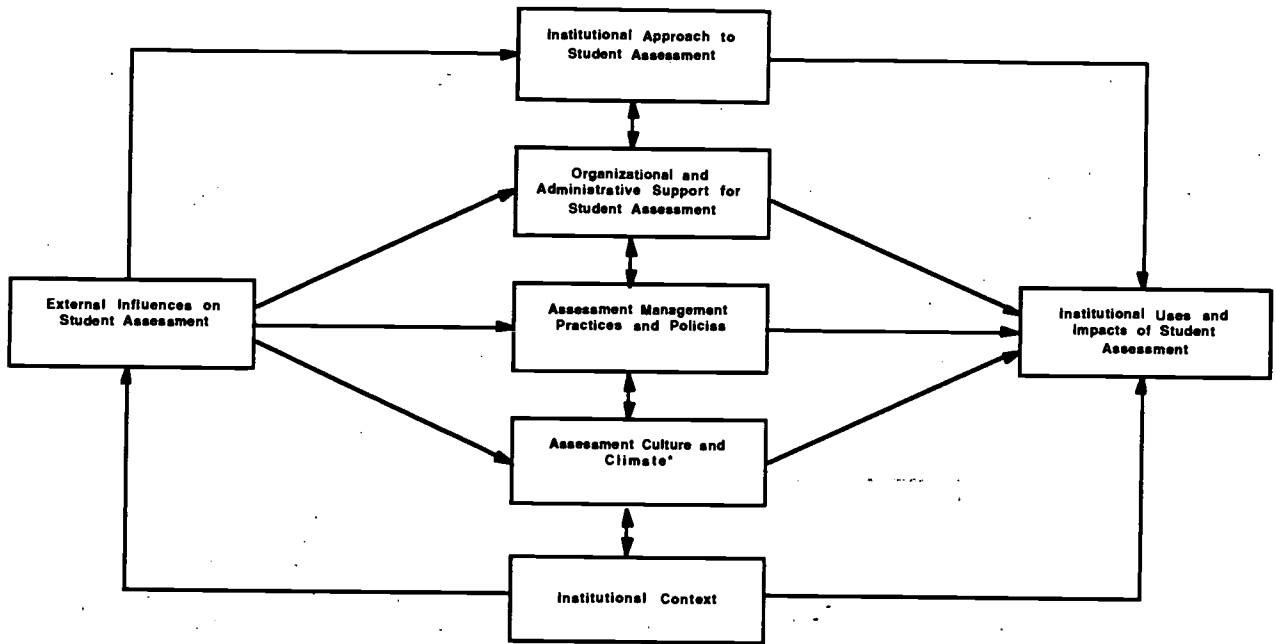 Institutional Approach to
Student Assessment
Organizational and
Administrative Support for
Student Assessment
External Influences on
Student Assessment
Assessment Management
Practices and Policiss
Institutional Uses and
Impacts of Student
Assessment
Assessment Culture and
Climate*
Institutional Context